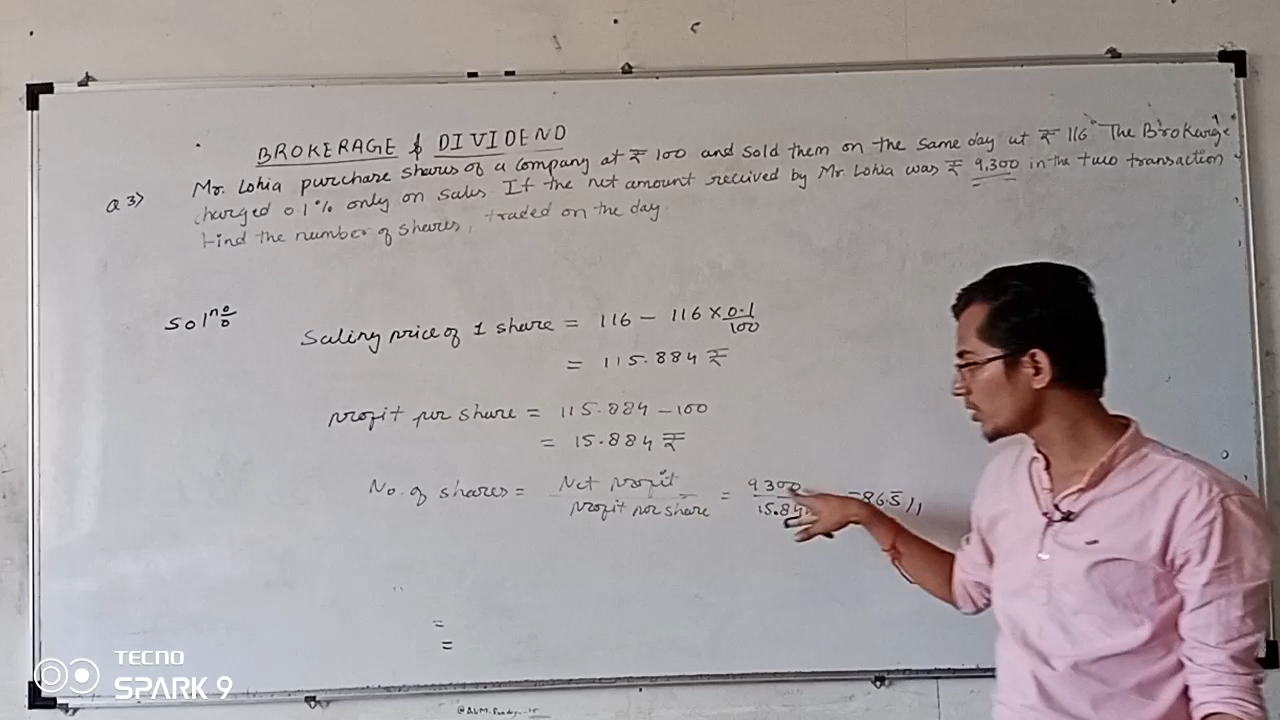 BROKERAGE & DIVIDEND
Q 3> Mr. Lohia purchase shares of a company at ₹ 100 and sold them on the same day at ₹ 116 The Brokerage
charged 0.1% only on sales. If the net amount received by Mr. Lohia was ₹ 9,300 in the two transaction.
Find the number of shares, traded on the day.
Solⁿ
Saling price of 1 share = 116 - 116 × 0.1/100
= 115.884 ₹
Profit per share = 115.884 - 100
= 15.884 ₹
No. of shares = Net profit / Profit per share = 9300 / 15.84
=
=
TECNO
SPARK 9